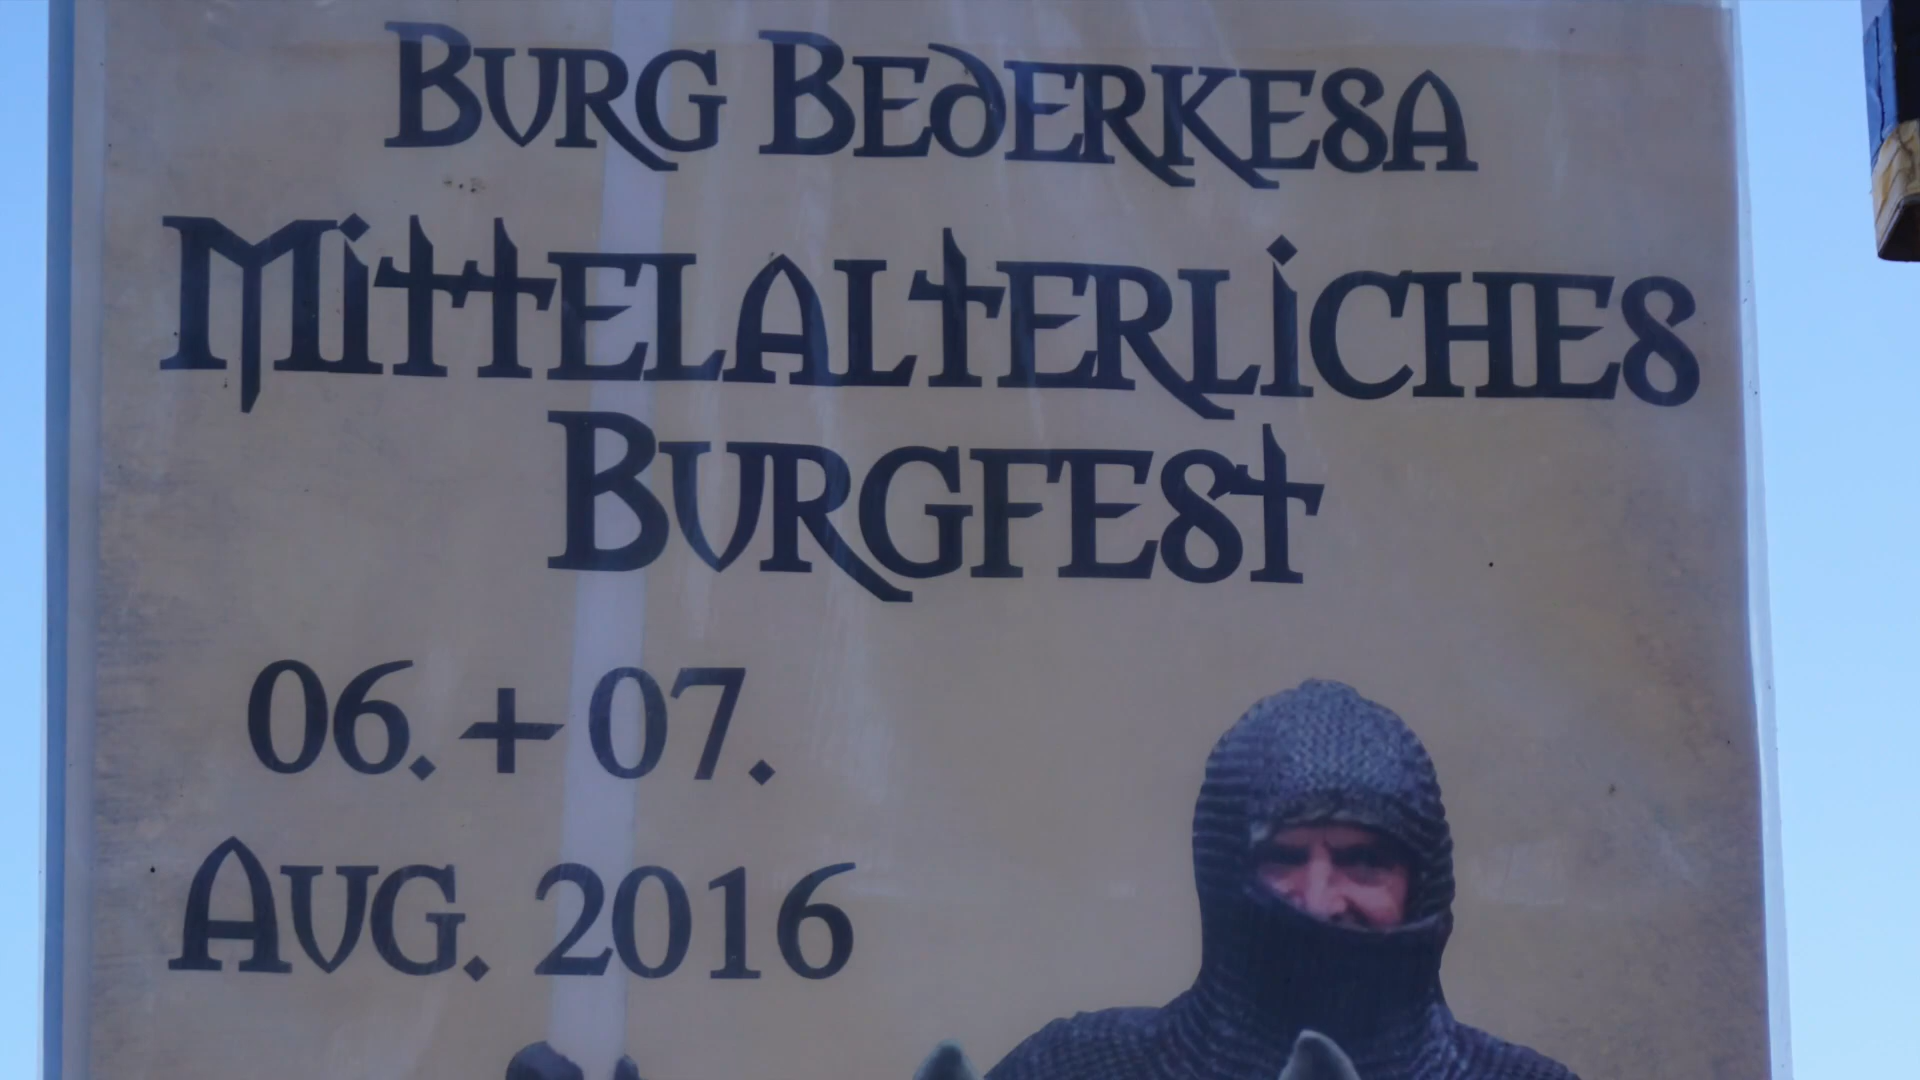 BURG BEDERKESA
MITTELALTERLICHES
BURGFEST
06.+07.
AUG. 2016